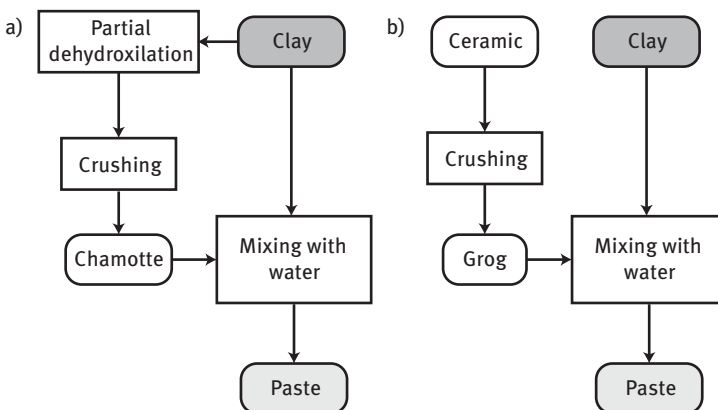 a)
Partial
dehydroxilation
Clay
Crushing
Chamotte
Mixing with
water
Paste
b)
Ceramic
Clay
Crushing
Grog
Mixing with
water
Paste